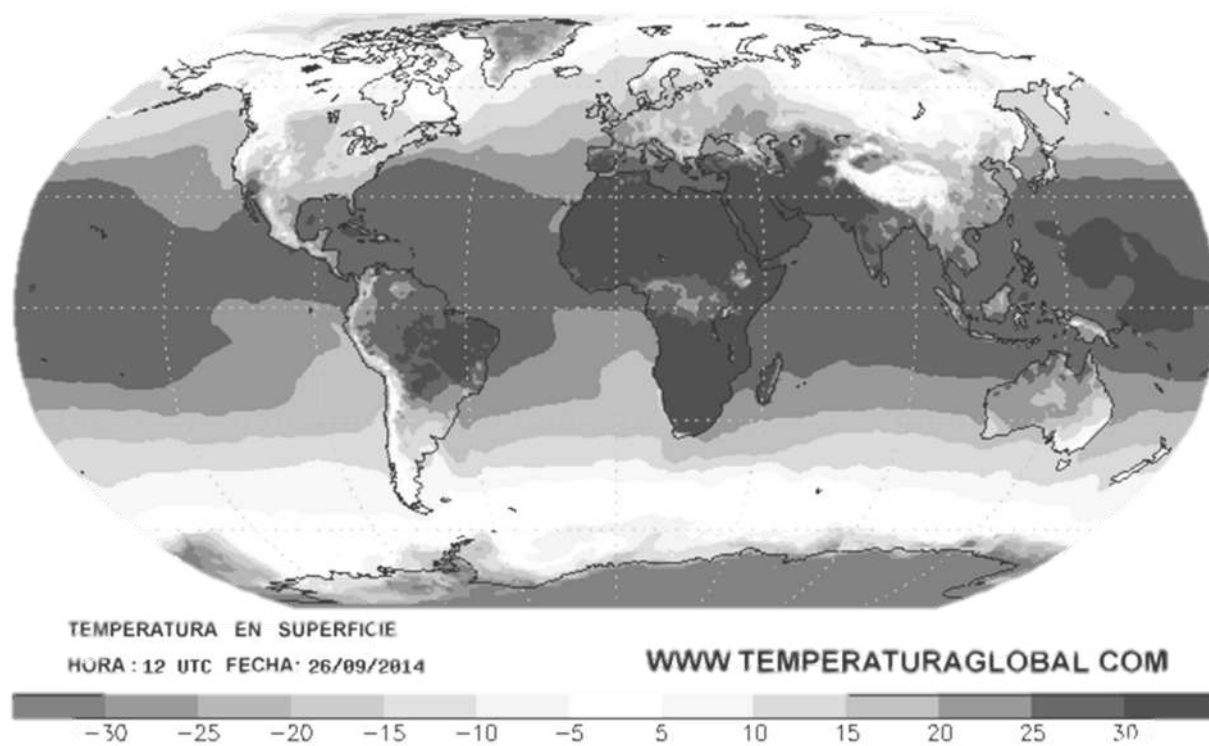 TEMPERATURA EN SUPERFICIE
HORA : 12 UTC FECHA: 26/09/2014
WWW TEMPERATURAGLOBAL COM
−30 −25 −20 −15 −10 −5 5 10 15 20 25 30